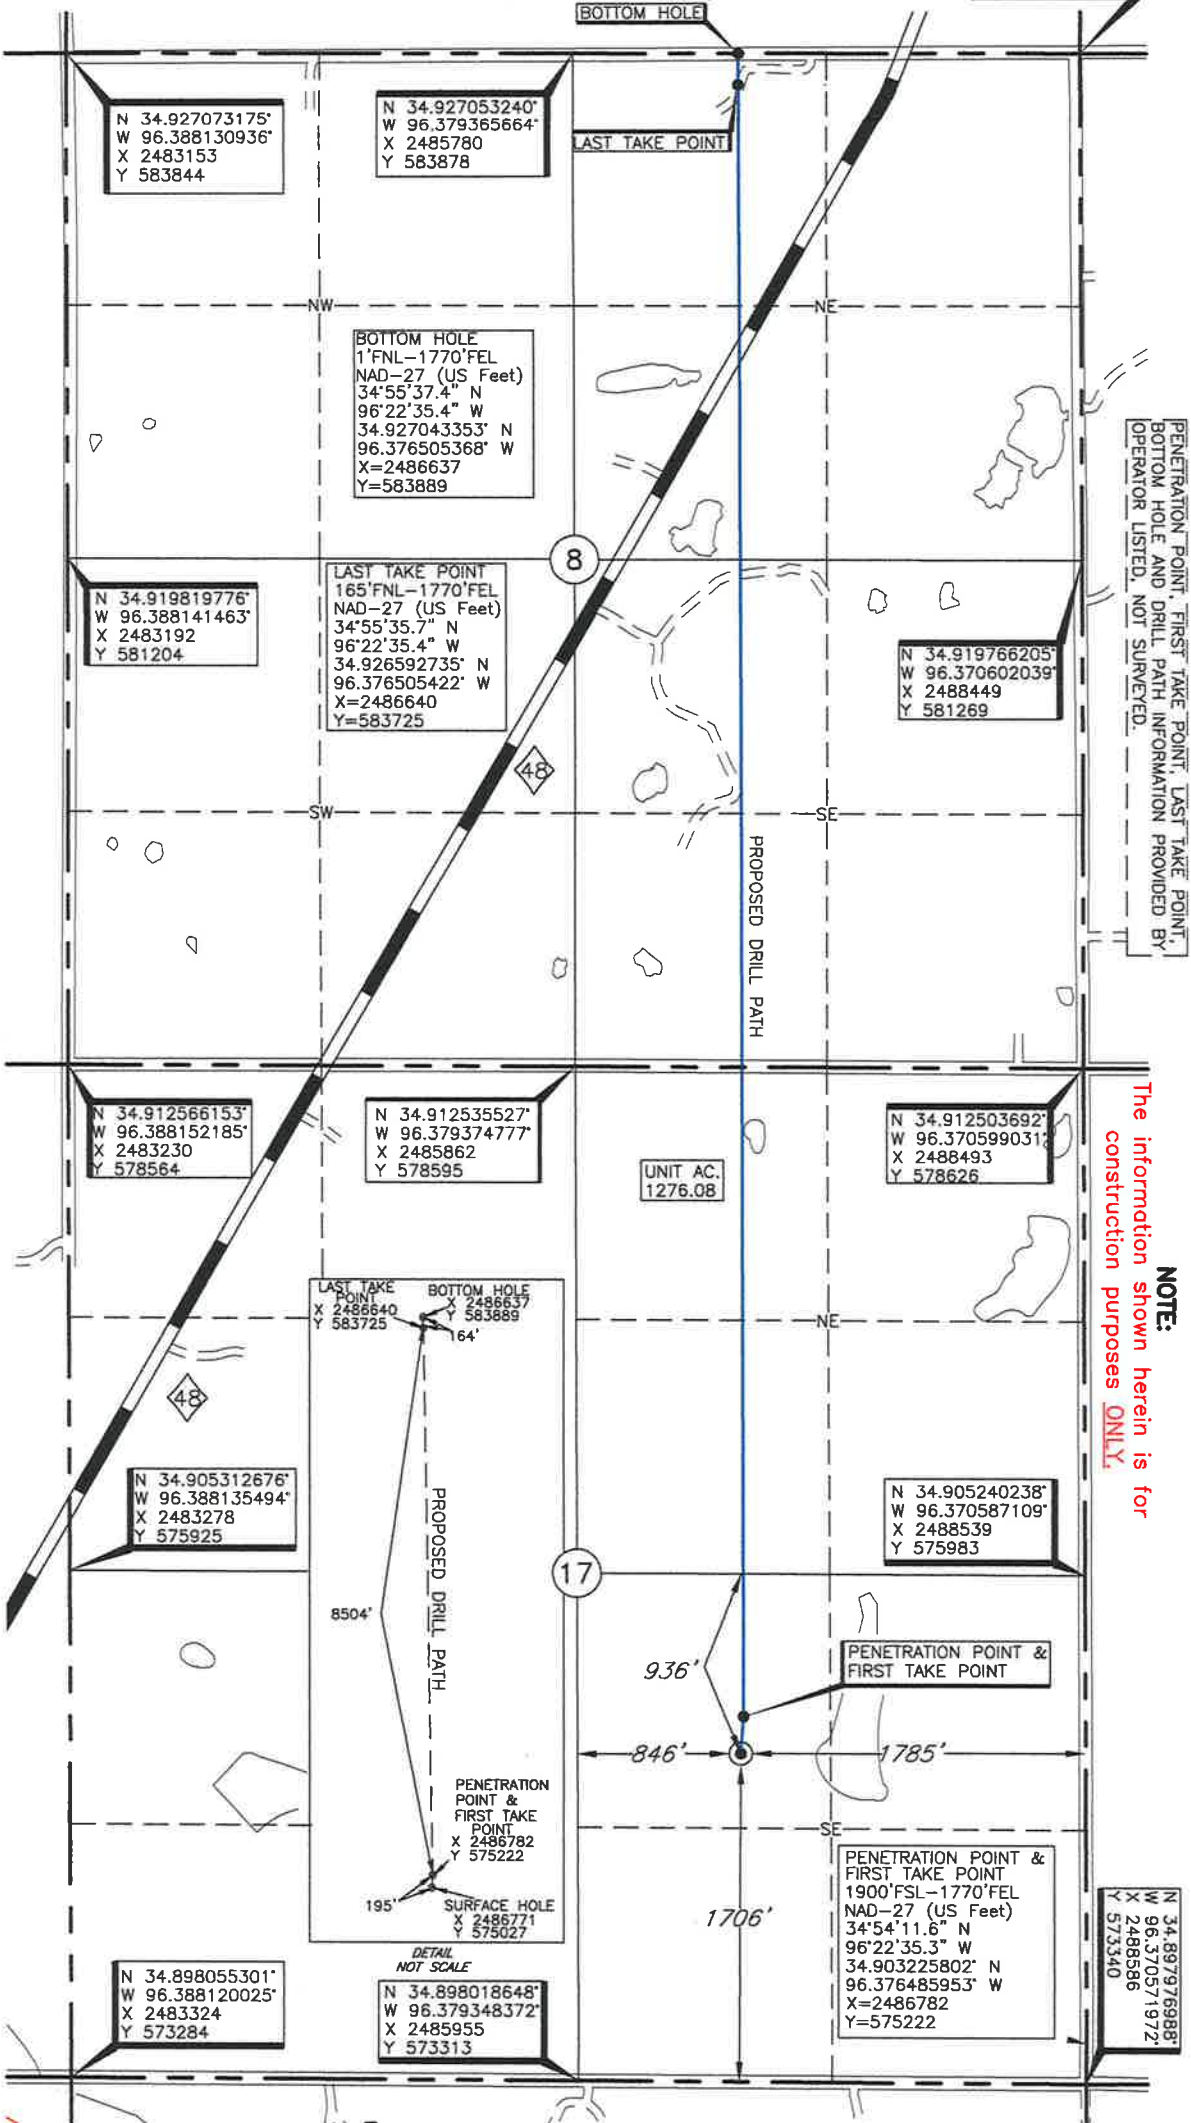 BOTTOM HOLE
N 34.927073175°
W 96.388130936°
X 2483153
Y 583844
N 34.927053240°
W 96.379365664°
X 2485780
Y 583878
LAST TAKE POINT
NW
NE
BOTTOM HOLE
1'FNL-1770'FEL
NAD-27 (US Feet)
34°55'37.4" N
96°22'35.4" W
34.927043353° N
96.376505368° W
X=2486637
Y=583889
PENETRATION POINT, FIRST TAKE POINT, LAST TAKE POINT,
BOTTOM HOLE AND DRILL PATH INFORMATION PROVIDED BY
OPERATOR LISTED, NOT SURVEYED.
8
N 34.919819776°
W 96.388141463°
X 2483192
Y 581204
LAST TAKE POINT
165'FNL-1770'FEL
NAD-27 (US Feet)
34°55'35.7" N
96°22'35.4" W
34.926592735° N
96.376505422° W
X=2486640
Y=583725
N 34.919766205°
W 96.370602039°
X 2488449
Y 581269
48
SW
SE
PROPOSED DRILL PATH
N 34.912566153°
W 96.388152185°
X 2483230
Y 578564
N 34.912535527°
W 96.379374777°
X 2485862
Y 578595
N 34.912503692°
W 96.370599031°
X 2488493
Y 578626
UNIT AC.
1276.08
NOTE:
The information shown herein is for
construction purposes ONLY.
LAST TAKE
POINT
X 2486640
Y 583725
BOTTOM HOLE
X 2486637
Y 583889
164'
NE
48
N 34.905312676°
W 96.388135494°
X 2483278
Y 575925
PROPOSED DRILL PATH
8504'
N 34.905240238°
W 96.370587109°
X 2488539
Y 575983
17
936'
PENETRATION POINT &
FIRST TAKE POINT
846'
1785'
PENETRATION
POINT &
FIRST TAKE
POINT
X 2486782
Y 575222
195'
SURFACE HOLE
X 2486771
Y 575027
DETAIL
NOT SCALE
SE
1706'
PENETRATION POINT &
FIRST TAKE POINT
1900'FSL-1770'FEL
NAD-27 (US Feet)
34°54'11.6" N
96°22'35.3" W
34.903225802° N
96.376485953° W
X=2486782
Y=575222
N 34.897976988°
W 96.370571972°
X 2488586
Y 573340
N 34.898055301°
W 96.388120025°
X 2483324
Y 573284
N 34.898018648°
W 96.379348372°
X 2485955
Y 573313